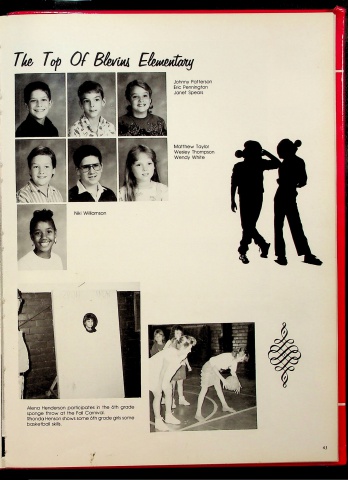 The Top Of Blevins Elementary
Johnny Patterson
Eric Pennington
Janet Spears
Matthew Taylor
Wesley Thompson
Wendy White
Niki Williamson
Alena Henderson participates in the 6th grade
sponge throw at the Fall Carnival.
Rhonda Henson shows some 6th grade girls some
basketball skills.
61